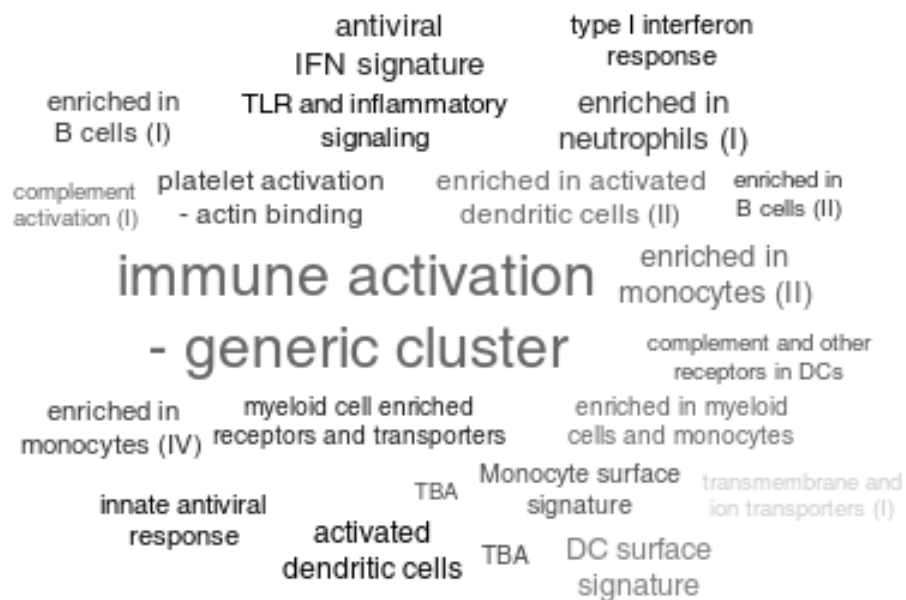 antiviral
IFN signature
type I interferon
response
enriched in
B cells (I)
TLR and inflammatory
signaling
enriched in
neutrophils (I)
complement
activation (I)
platelet activation
- actin binding
enriched in activated
dendritic cells (II)
enriched in
B cells (II)
immune activation
- generic cluster
enriched in
monocytes (II)
complement and other
receptors in DCs
enriched in
monocytes (IV)
myeloid cell enriched
receptors and transporters
enriched in myeloid
cells and monocytes
innate antiviral
response
TBA
Monocyte surface
signature
transmembrane and
ion transporters (I)
activated
dendritic cells
TBA
DC surface
signature